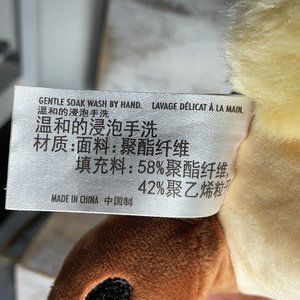 GENTLE SOAK WASH BY HAND. LAVAGE DÉLICAT À LA MAIN.
温和的浸泡手洗
温和的浸泡手洗
材质:面料:聚酯纤维
填充料:58%聚酯纤维,
42%聚乙烯粒子
MADE IN CHINA 中国制